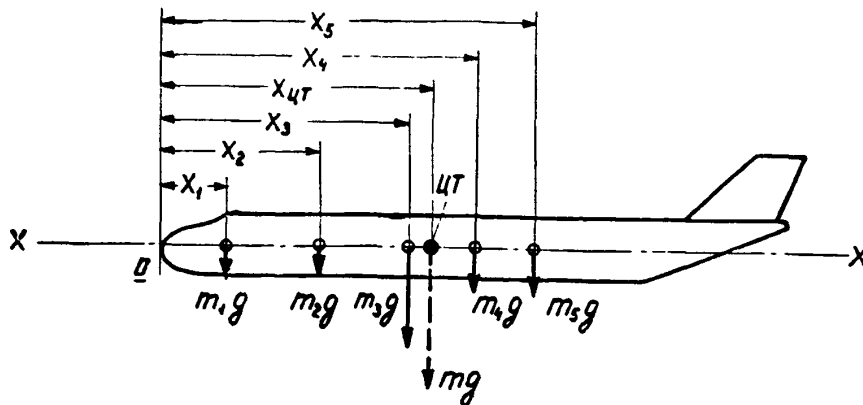 X₅
X₄
XЦТ
X₃
X₂
X₁
ЦТ
X X
0
m₁g m₂g m₃g m₄g m₅g
mg